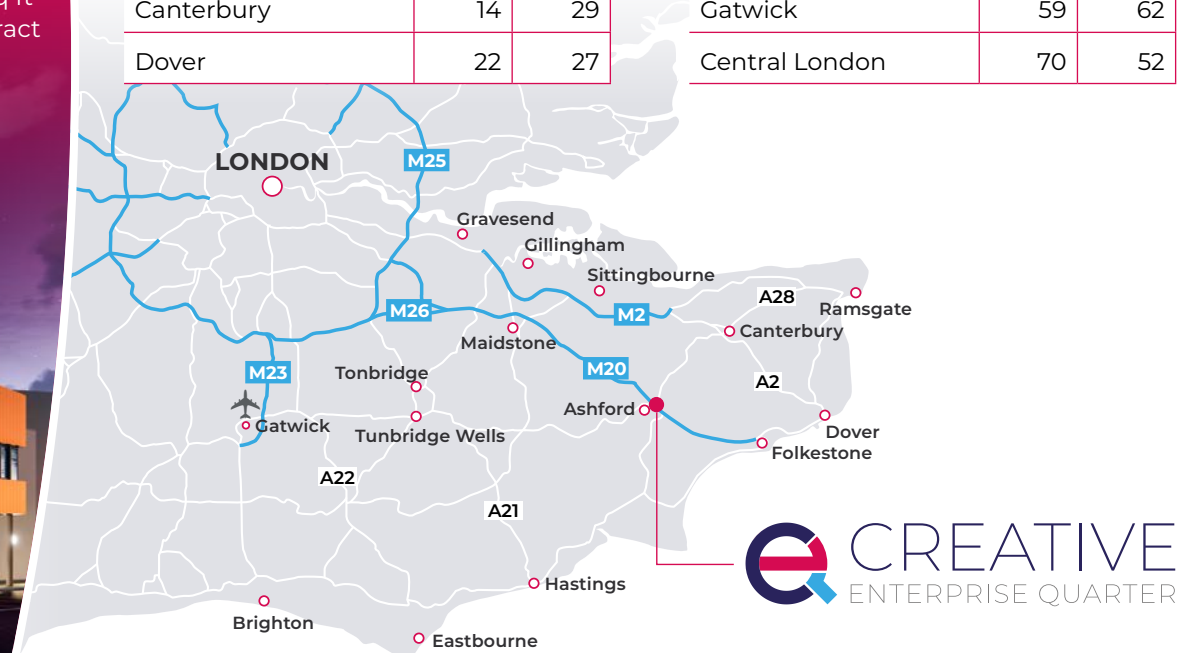 ract
Canterbury 14 29
Dover 22 27
Gatwick 59 62
Central London 70 52
LONDON
M25
Gravesend
Gillingham
Sittingbourne
A28
Ramsgate
M26
M2
Canterbury
Maidstone
M23
Tonbridge
M20
A2
Ashford
Gatwick
Tunbridge Wells
Dover
Folkestone
A22
A21
CREATIVE
ENTERPRISE QUARTER
Hastings
Brighton
Eastbourne